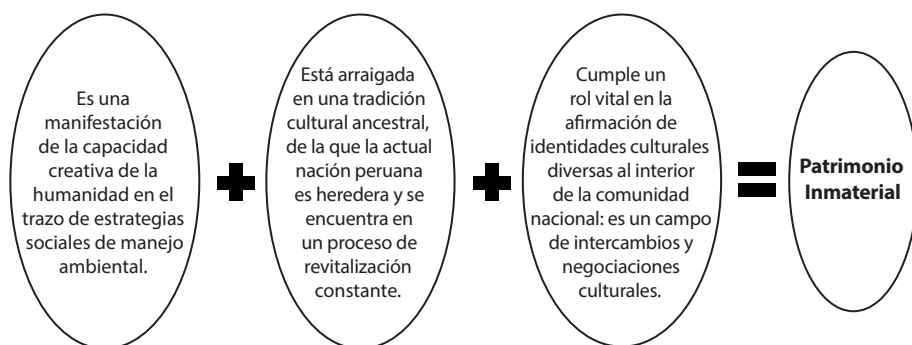 Es una
manifestación
de la capacidad
creativa de la
humanidad en el
trazo de estrategias
sociales de manejo
ambiental.
Está arraigada
en una tradición
cultural ancestral,
de la que la actual
nación peruana
es heredera y se
encuentra en
un proceso de
revitalización
constante.
Cumple un
rol vital en la
afirmación de
identidades culturales
diversas al interior
de la comunidad
nacional: es un campo
de intercambios y
negociaciones
culturales.
Patrimonio
Inmaterial